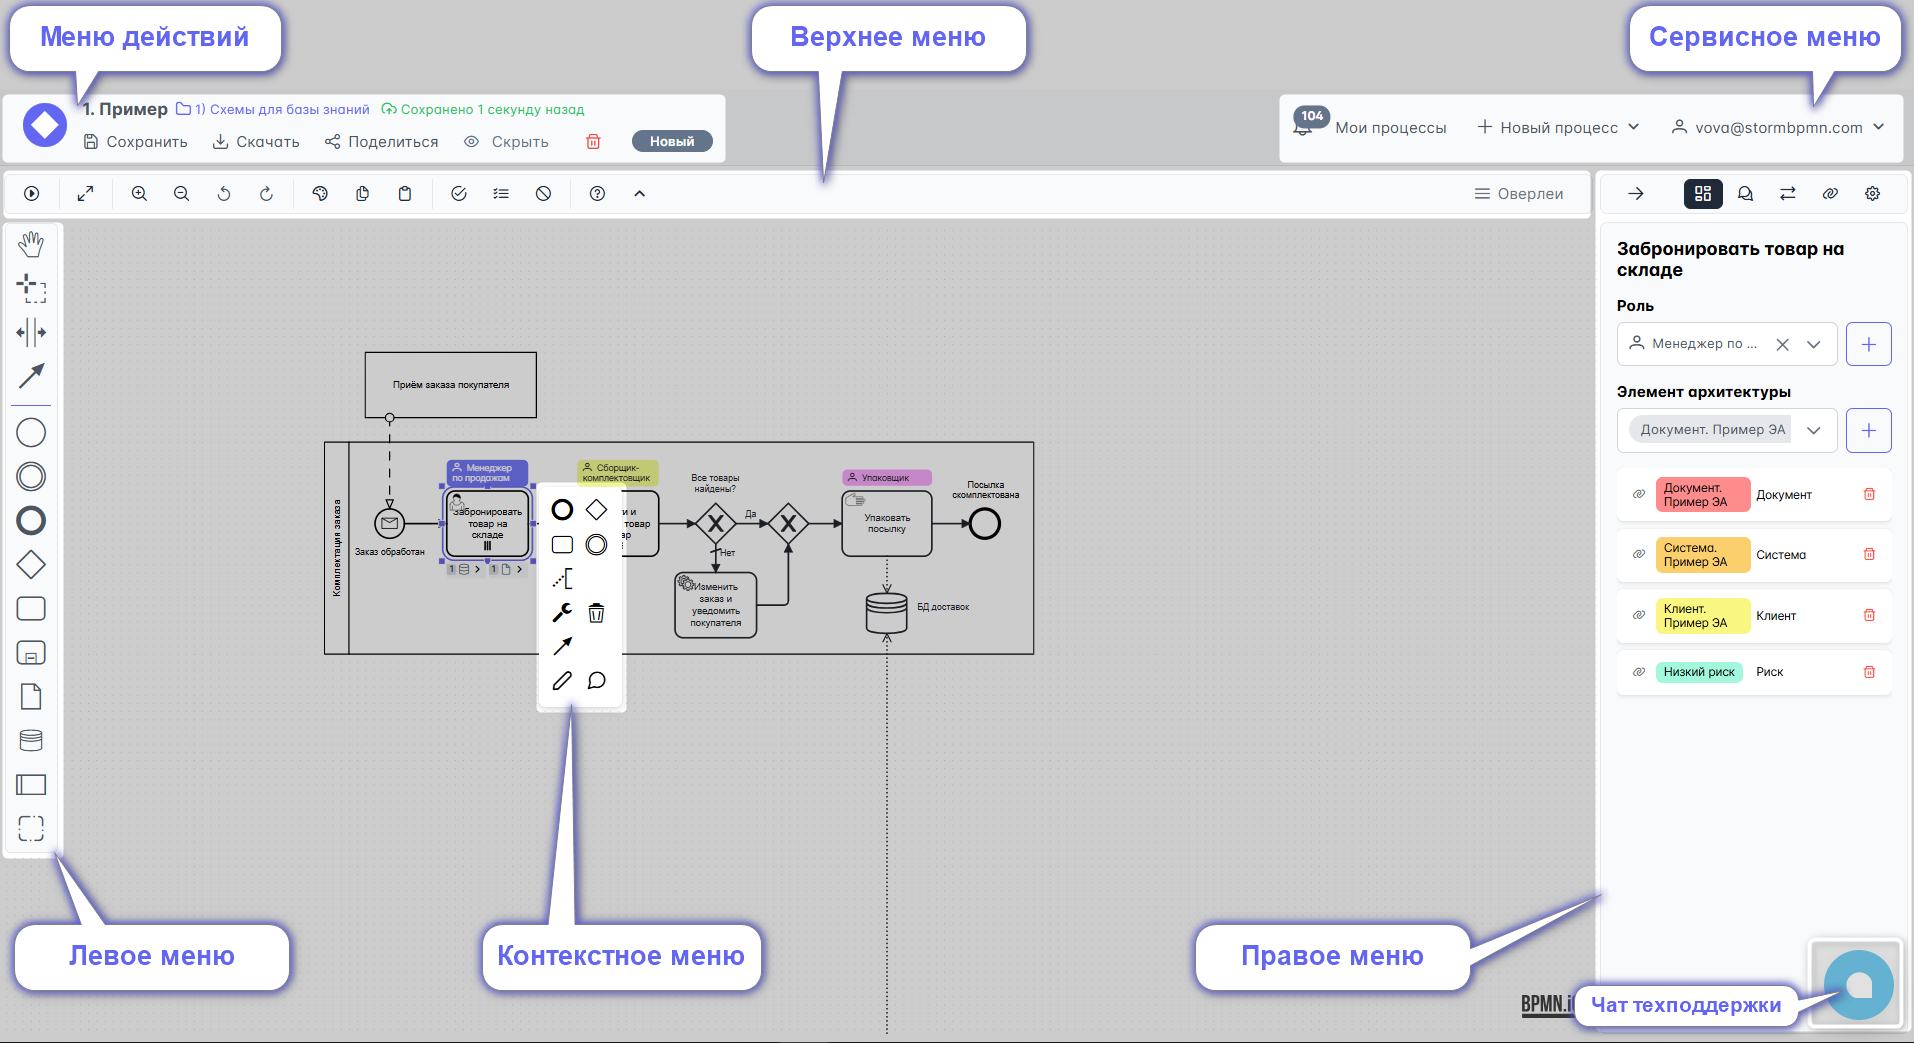 Меню действий
Верхнее меню
Сервисное меню
1. Пример
1) Схемы для базы знаний
Сохранено 1 секунду назад
Сохранить
Скачать
Поделиться
Скрыть
Новый
104
Мои процессы
Новый процесс
vova@stormbpmn.com
Оверлеи
Забронировать товар на
складе
Роль
Менеджер по ...
Элемент архитектуры
Документ. Пример ЭА
Документ.
Пример ЭА
Документ
Система.
Пример ЭА
Система
Клиент.
Пример ЭА
Клиент
Низкий риск
Риск
Приём заказа покупателя
Комплектация заказа
Заказ обработан
Менеджер
по продажам
Забронировать
товар на
складе
1
1
Сборщик-
комплектовщик
и и
товар
Все товары
найдены?
Да
Нет
Изменить
заказ и
уведомить
покупателя
Упаковщик
Упаковать
посылку
Посылка
скомплектована
БД доставок
Левое меню
Контекстное меню
Правое меню
Чат техподдержки
BPMN.i